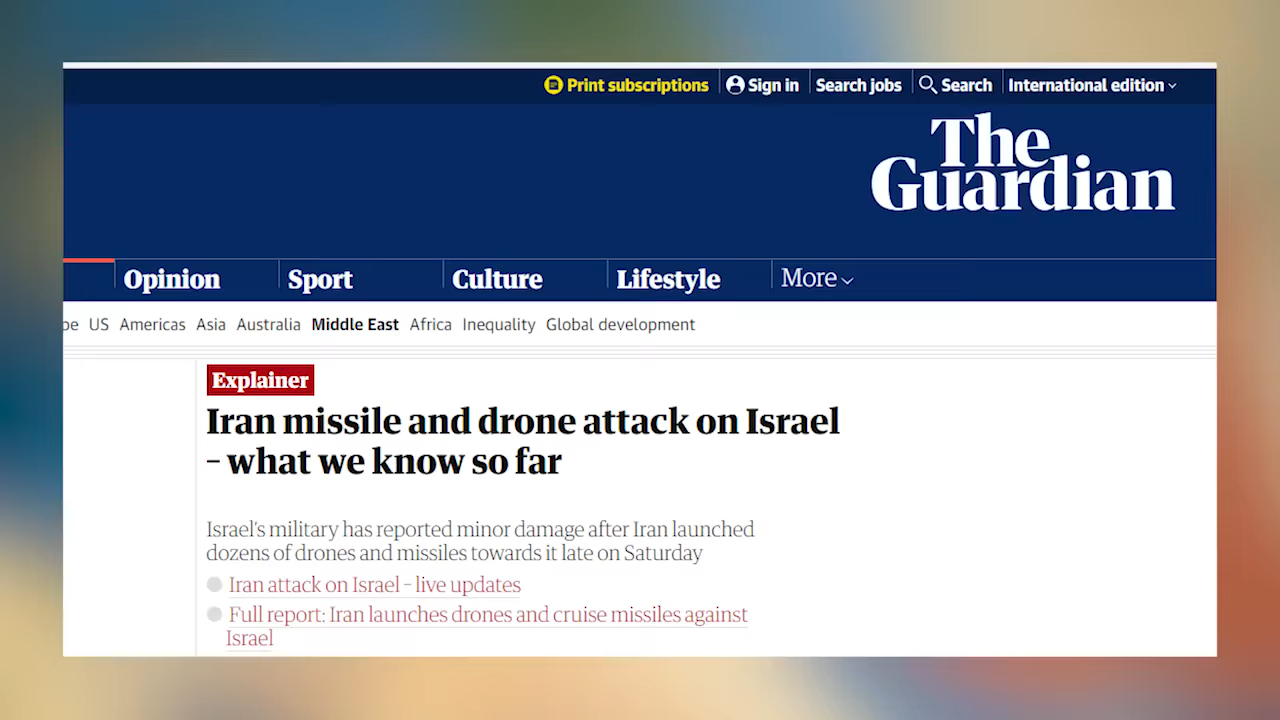 Print subscriptions Sign in Search jobs Search International edition
The
Guardian
Opinion Sport Culture Lifestyle More
pe US Americas Asia Australia Middle East Africa Inequality Global development
Explainer
Iran missile and drone attack on Israel
– what we know so far
Israel's military has reported minor damage after Iran launched
dozens of drones and missiles towards it late on Saturday
Iran attack on Israel – live updates
Full report: Iran launches drones and cruise missiles against
Israel